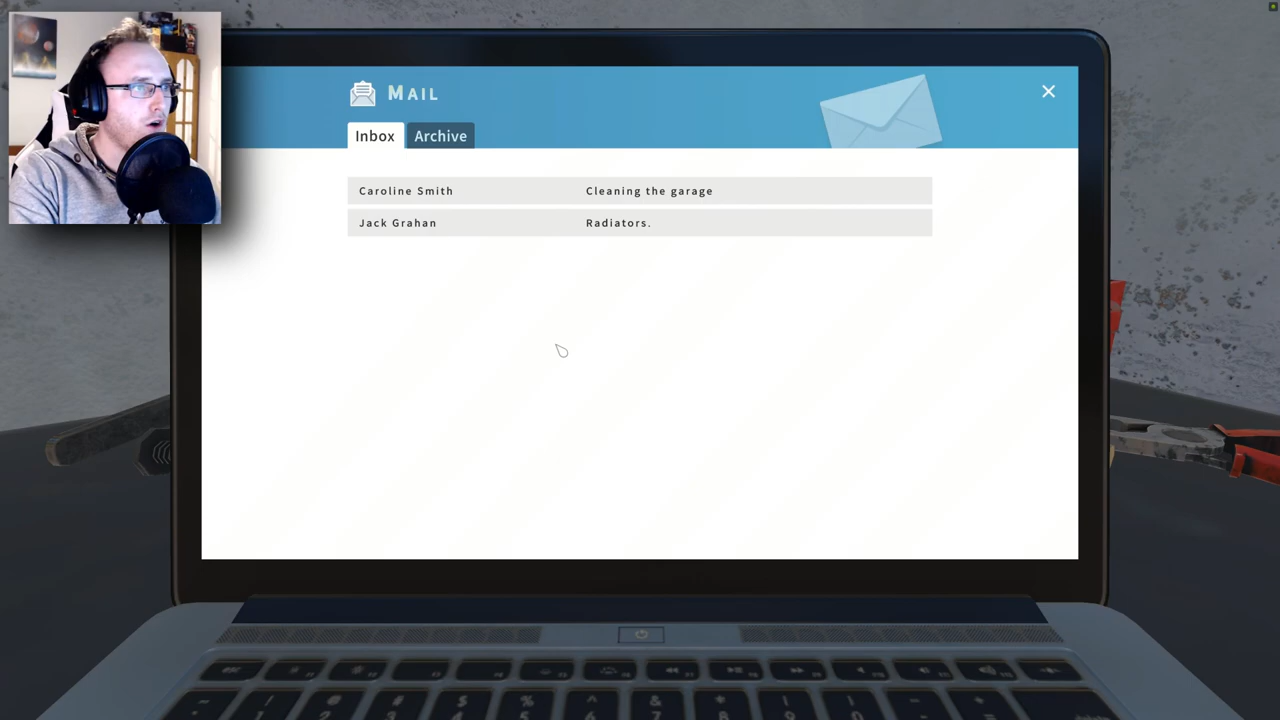 MAIL
Inbox Archive
Caroline Smith Cleaning the garage
Jack Grahan Radiators.